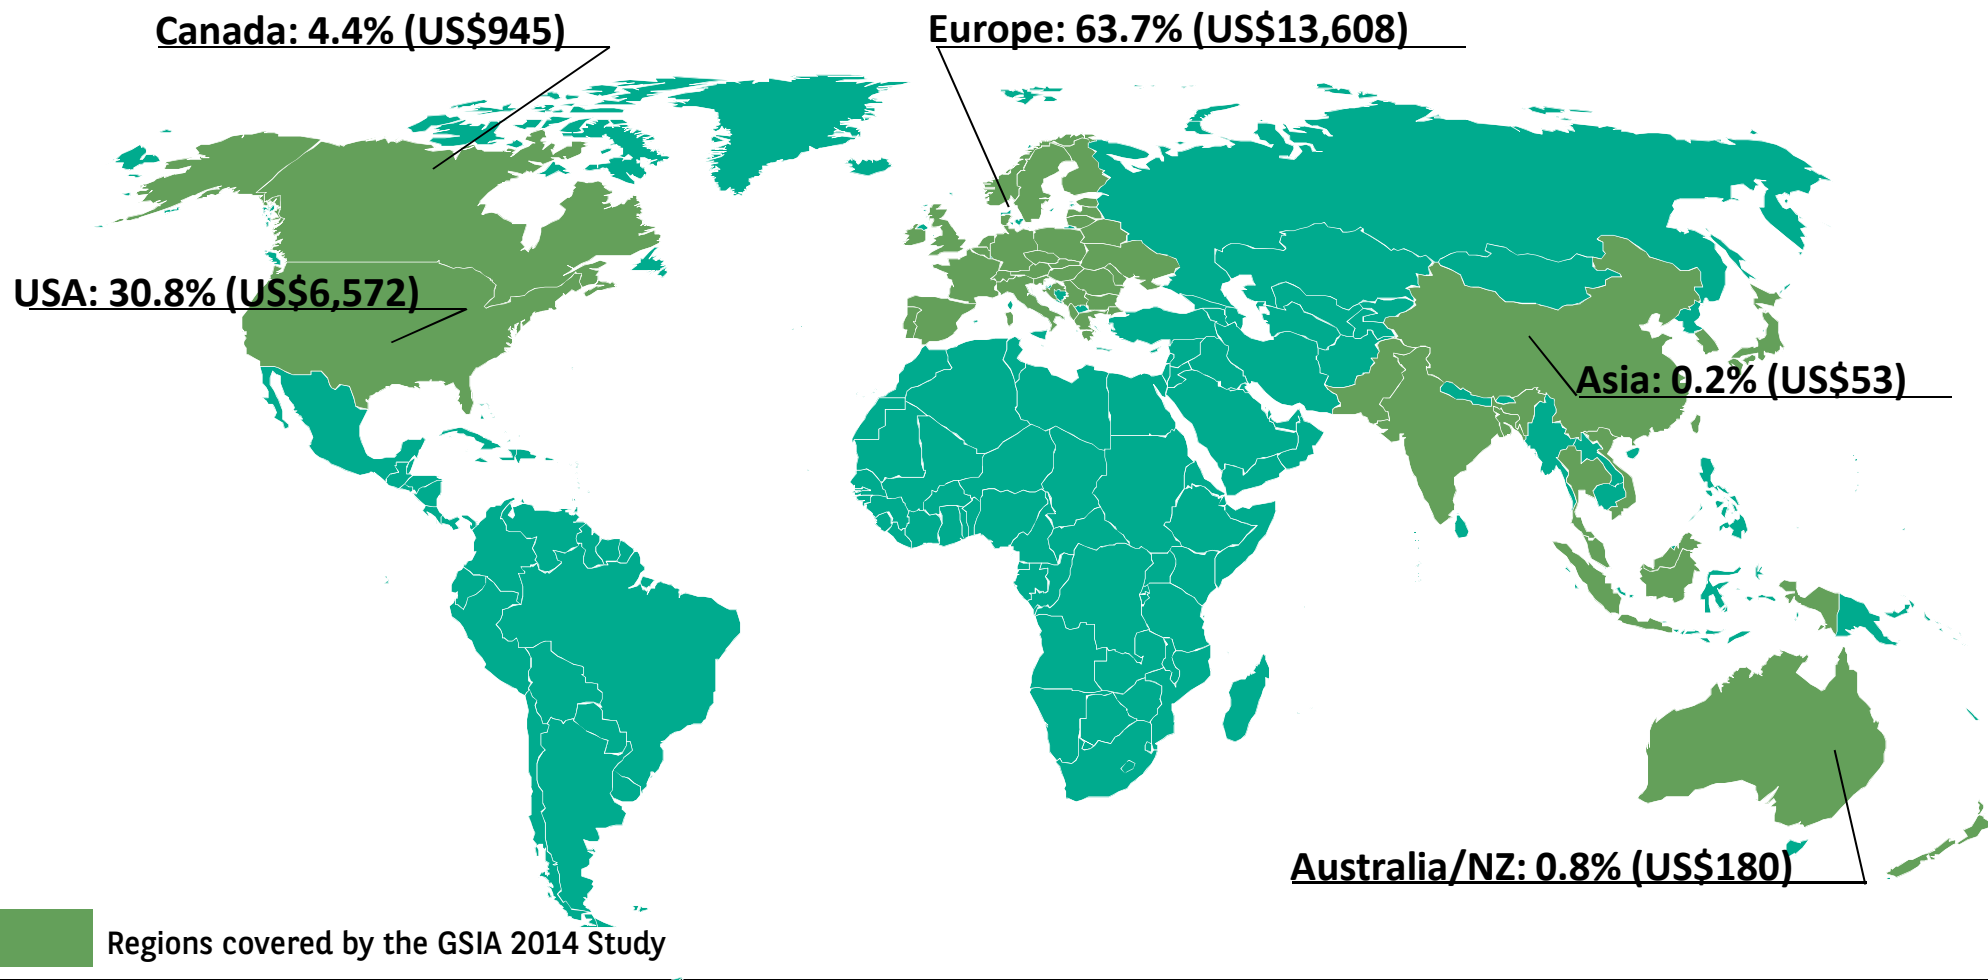 Canada: 4.4% (US$945)
Europe: 63.7% (US$13,608)
USA: 30.8% (US$6,572)
Asia: 0.2% (US$53)
Australia/NZ: 0.8% (US$180)
Regions covered by the GSIA 2014 Study